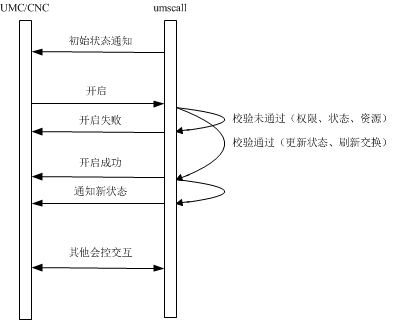 UMC/CNC
umscall
初始状态通知
开启
开启失败
校验未通过（权限、状态、资源）
校验通过（更新状态、刷新交换）
开启成功
通知新状态
其他会控交互